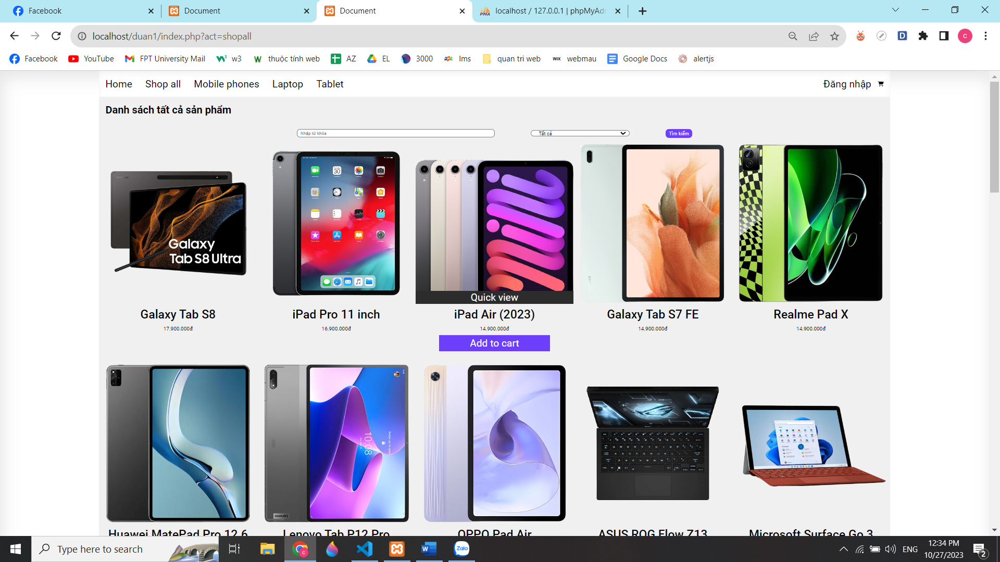 Facebook
Document
Document
localhost / 127.0.0.1 | phpMyAdr
localhost/duan1/index.php?act=shopall
Facebook
YouTube
FPT University Mail
w3
thuộc tính web
AZ
EL
3000
lms
quan tri web
WIX
webmau
Google Docs
alertjs
Home
Shop all
Mobile phones
Laptop
Tablet
Đăng nhập
Danh sách tất cả sản phẩm
Nhập từ khóa
Tất cả
Tìm kiếm
Galaxy
Tab S8 Ultra
Quick view
Galaxy Tab S8
iPad Pro 11 inch
iPad Air (2023)
Galaxy Tab S7 FE
Realme Pad X
17.900.000đ
16.900.000đ
14.900.000đ
14.900.000đ
14.900.000đ
Add to cart
10:08
Lenovo
Huawei MatePad Pro 12.6
Lenovo Tab P12 Pro
OPPO Pad Air
ASUS ROG Flow Z13
Microsoft Surface Go 3
Type here to search
Zalo
ENG
12:34 PM
10/27/2023
2